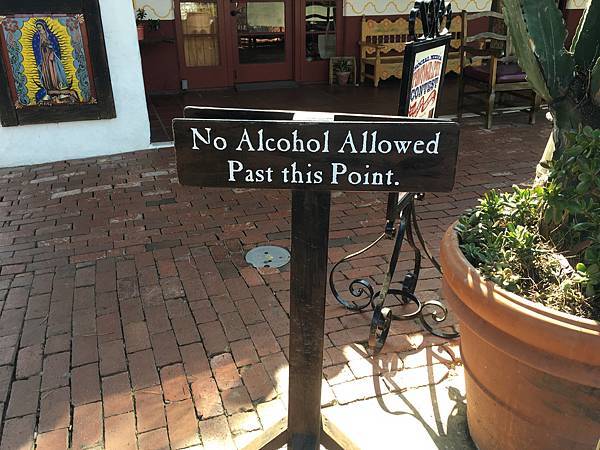 No Alcohol Allowed
Past this Point.